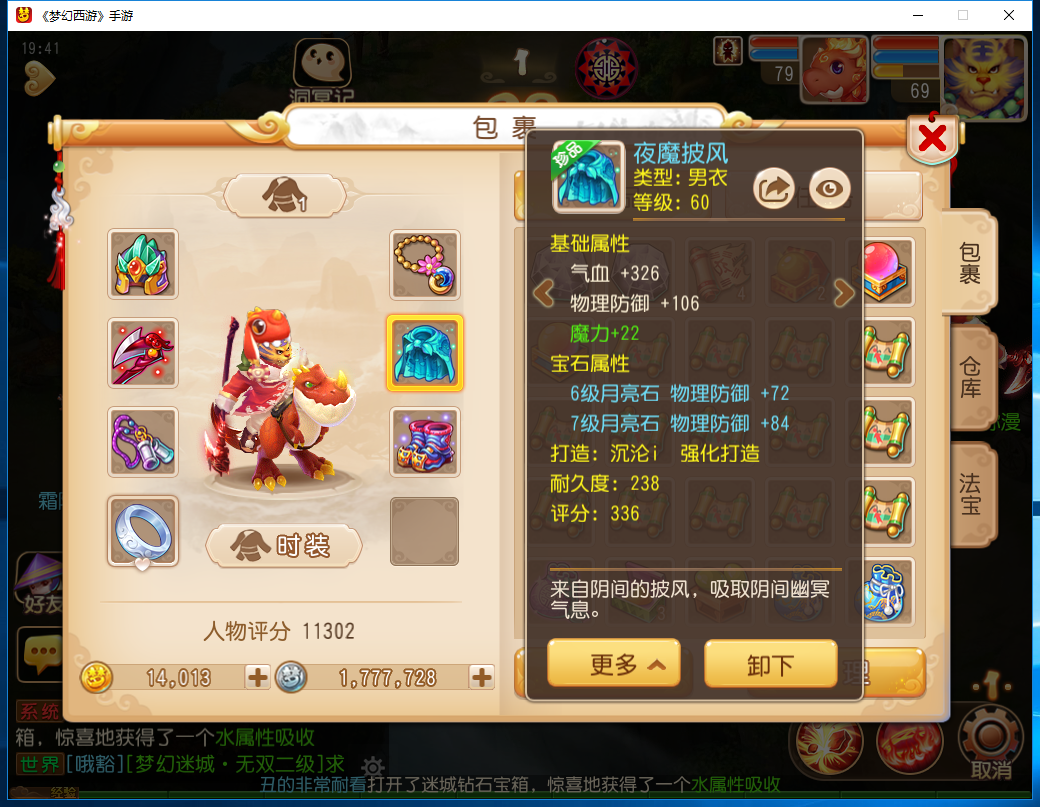 《梦幻西游》手游
19:41
洞冥记
79
69
包裹
1
时装
人物评分 11302
14,013
1,777,728
珍品
夜魔披风
类型：男衣
等级：60
基础属性
气血 +326
物理防御 +106
魔力+22
宝石属性
6级月亮石 物理防御 +72
7级月亮石 物理防御 +84
打造：沉沦i 强化打造
耐久度：238
评分：336
来自阴间的披风，吸取阴间幽冥
气息。
更多
卸下
理
包裹
仓库
法宝
漫
霜
好友
系统
箱，惊喜地获得了一个水属性吸收
世界 [哦豁][梦幻迷城·无双二级]求
丑的非常耐看打开了迷城钻石宝箱，惊喜地获得了一个水属性吸收
取消
经验